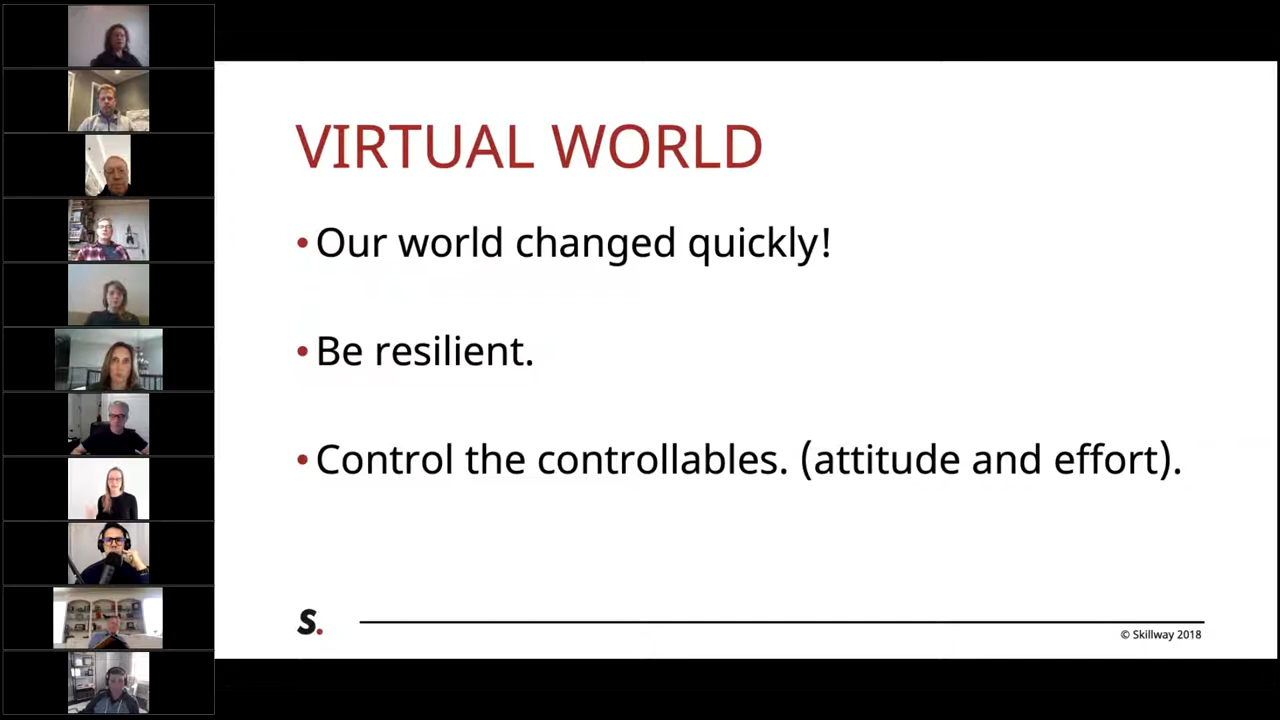 VIRTUAL WORLD
• Our world changed quickly!
• Be resilient.
• Control the controllables. (attitude and effort).
S.
© Skillway 2018